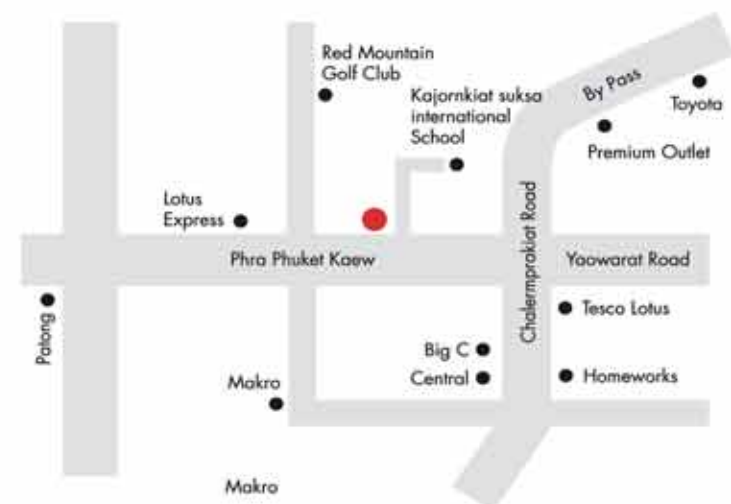 Red Mountain
Golf Club
Kajornkiat suksa
international
School
By Pass
Toyota
Premium Outlet
Lotus
Express
Chalermprakiat Road
Phra Phuket Kaew
Yaowarat Road
Patong
Tesco Lotus
Big C
Central
Homeworks
Makro
Makro